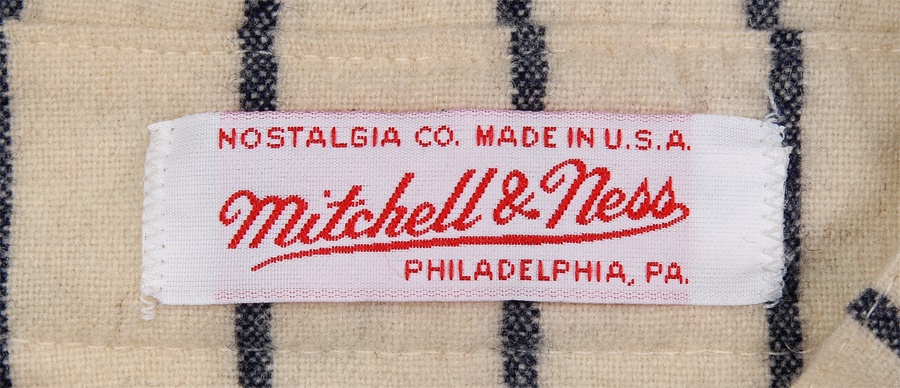 NOSTALGIA CO. MADE IN U.S.A.
Mitchell & Ness
PHILADELPHIA, PA.